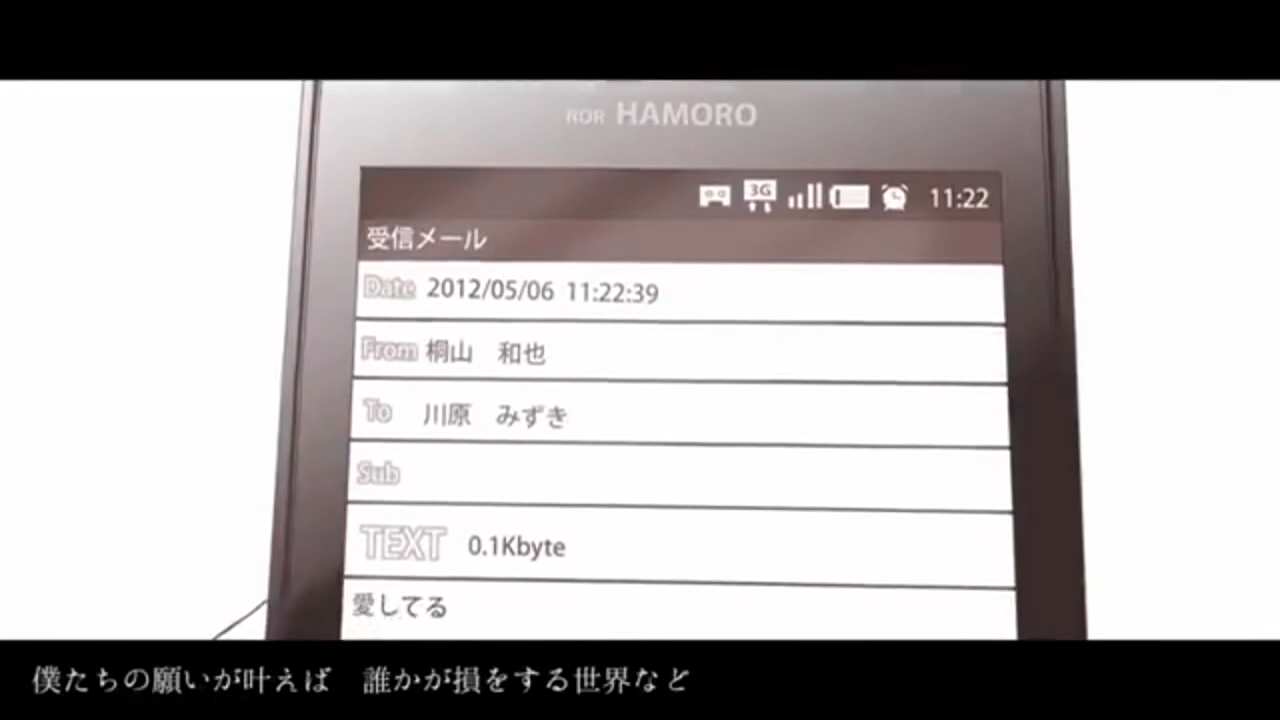 NOR HAMORO
3G 11:22
受信メール
Date 2012/05/06 11:22:39
From 桐山　和也
To 川原　みずき
Sub
TEXT 0.1Kbyte
愛してる
僕たちの願いが叶えば　誰かが損をする世界など